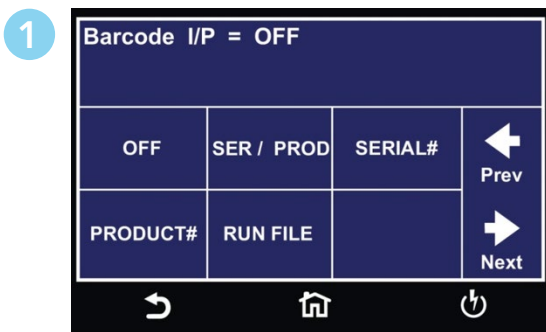 1
Barcode I/P = OFF
OFF
SER / PROD
SERIAL#
Prev
PRODUCT#
RUN FILE
Next